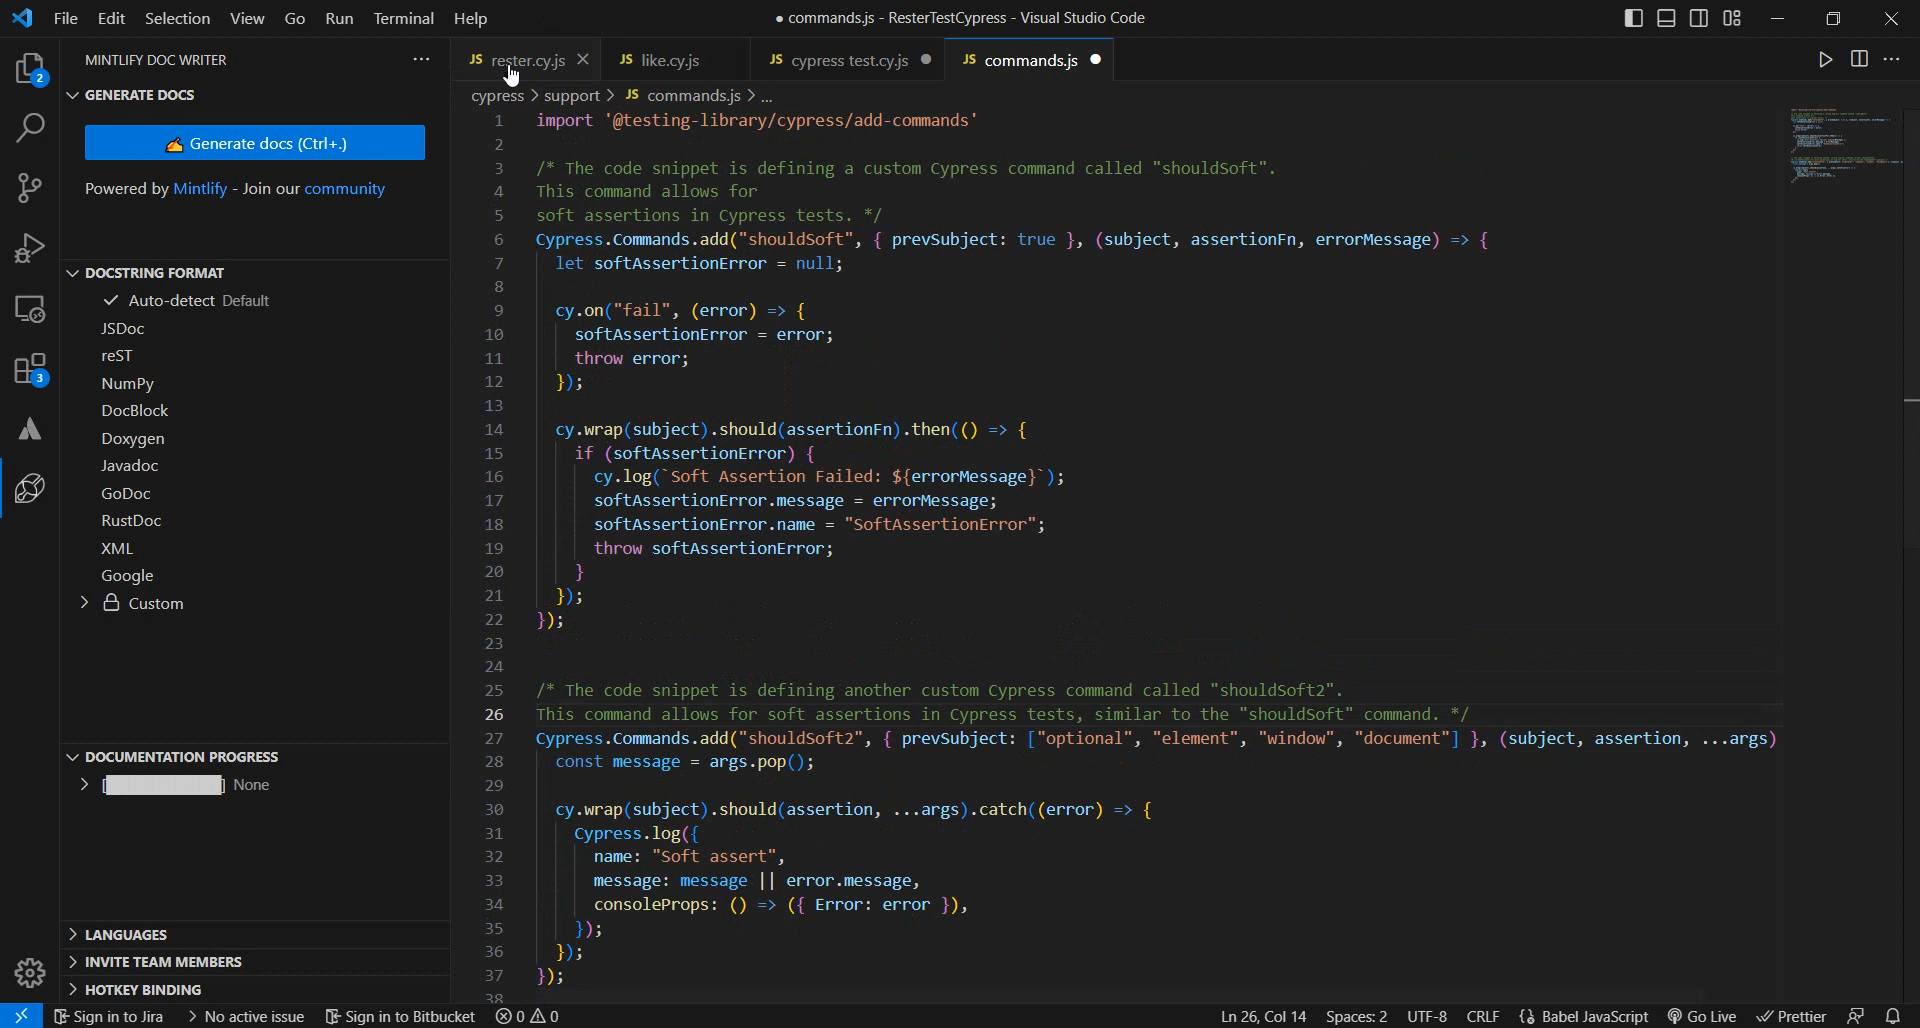 File Edit Selection View Go Run Terminal Help
● commands.js - ResterTestCypress - Visual Studio Code
MINTLIFY DOC WRITER ...
GENERATE DOCS
Generate docs (Ctrl+.)
Powered by Mintlify - Join our community
DOCSTRING FORMAT
Auto-detect Default
JSDoc
reST
NumPy
DocBlock
Doxygen
Javadoc
GoDoc
RustDoc
XML
Google
Custom
DOCUMENTATION PROGRESS
[ ] None
LANGUAGES
INVITE TEAM MEMBERS
HOTKEY BINDING
2
3
JS rester.cy.js
JS like.cy.js
JS cypress test.cy.js
JS commands.js
cypress > support > JS commands.js > ...
1 import '@testing-library/cypress/add-commands'
2
3 /* The code snippet is defining a custom Cypress command called "shouldSoft".
4 This command allows for
5 soft assertions in Cypress tests. */
6 Cypress.Commands.add("shouldSoft", { prevSubject: true }, (subject, assertionFn, errorMessage) => {
7 let softAssertionError = null;
8
9 cy.on("fail", (error) => {
10 softAssertionError = error;
11 throw error;
12 });
13
14 cy.wrap(subject).should(assertionFn).then(() => {
15 if (softAssertionError) {
16 cy.log(`Soft Assertion Failed: ${errorMessage}`);
17 softAssertionError.message = errorMessage;
18 softAssertionError.name = "SoftAssertionError";
19 throw softAssertionError;
20 }
21 });
22 });
23
24
25 /* The code snippet is defining another custom Cypress command called "shouldSoft2".
26 This command allows for soft assertions in Cypress tests, similar to the "shouldSoft" command. */
27 Cypress.Commands.add("shouldSoft2", { prevSubject: ["optional", "element", "window", "document"] }, (subject, assertion, ...args)
28 const message = args.pop();
29
30 cy.wrap(subject).should(assertion, ...args).catch((error) => {
31 Cypress.log({
32 name: "Soft assert",
33 message: message || error.message,
34 consoleProps: () => ({ Error: error }),
35 });
36 });
37 });
38
Sign in to Jira No active issue Sign in to Bitbucket 0 0 Ln 26, Col 14 Spaces: 2 UTF-8 CRLF {} Babel JavaScript Go Live Prettier